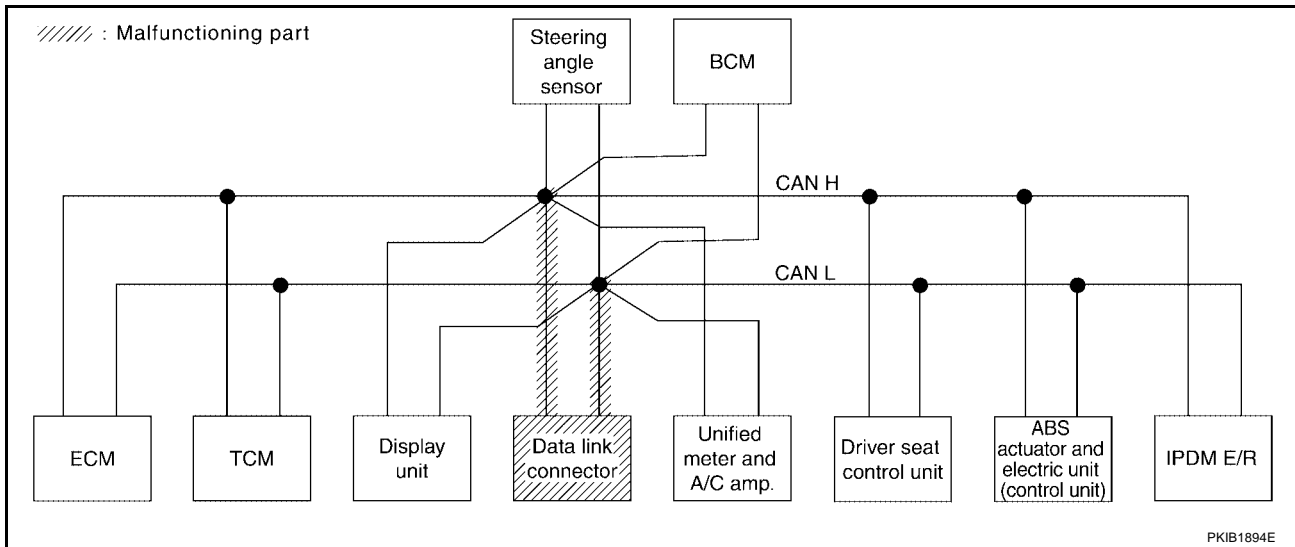 : Malfunctioning part
Steering
angle
sensor
BCM
CAN H
CAN L
ECM
TCM
Display
unit
Data link
connector
Unified
meter and
A/C amp.
Driver seat
control unit
ABS
actuator and
electric unit
(control unit)
IPDM E/R
PKIB1894E